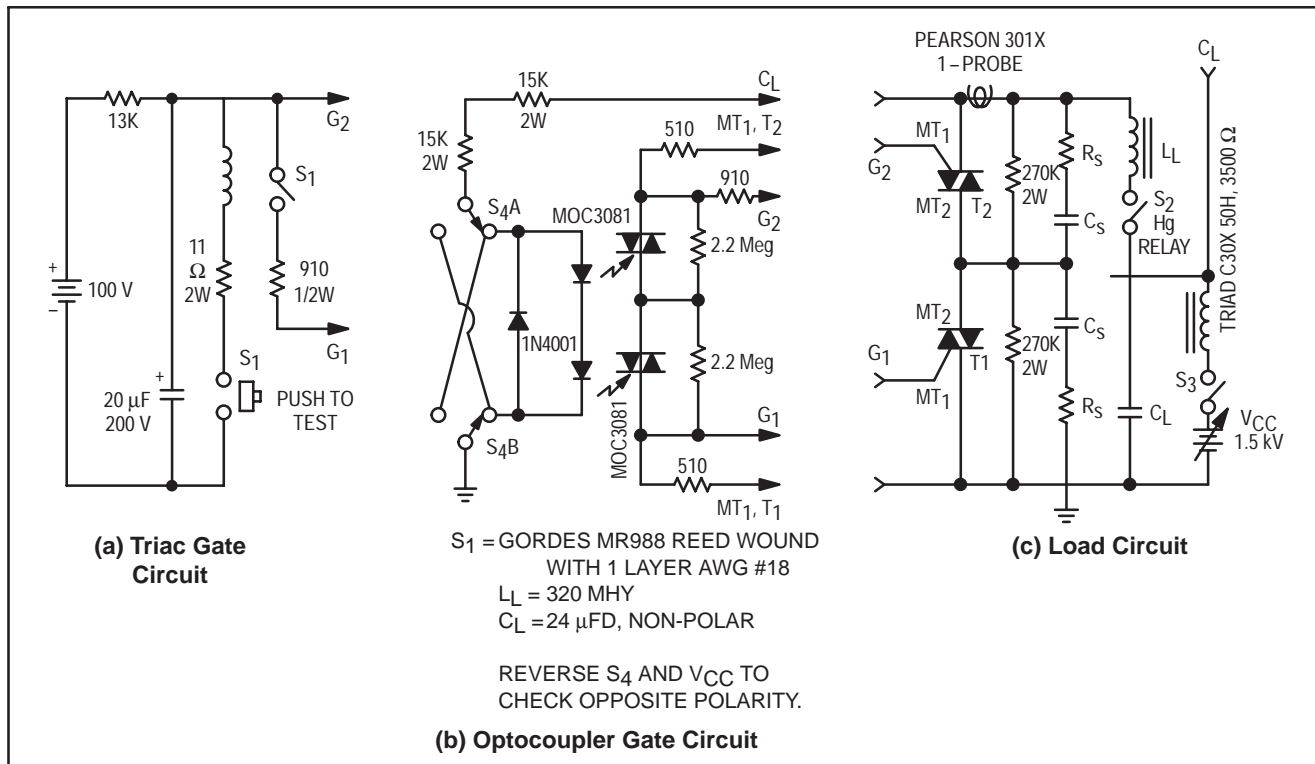 13K
G2
S1
11
Ω
2W
910
1/2W
+
100 V
−
G1
S1
PUSH TO
TEST
+
20 µF
200 V
(a) Triac Gate
Circuit
15K
2W
CL
15K
2W
510
MT1, T2
910
G2
S4A
MOC3081
2.2 Meg
1N4001
2.2 Meg
S4B
MOC3081
G1
510
MT1, T1
S1 = GORDES MR988 REED WOUND
WITH 1 LAYER AWG #18
LL = 320 MHY
CL = 24 µFD, NON-POLAR
REVERSE S4 AND VCC TO
CHECK OPPOSITE POLARITY.
(b) Optocoupler Gate Circuit
PEARSON 301X
1–PROBE
CL
MT1
G2
MT2
T2
270K
2W
RS
CS
LL
S2
Hg
RELAY
TRIAD C30X 50H, 3500 Ω
MT2
G1
T1
MT1
270K
2W
CS
RS
CL
S3
VCC
1.5 kV
(c) Load Circuit